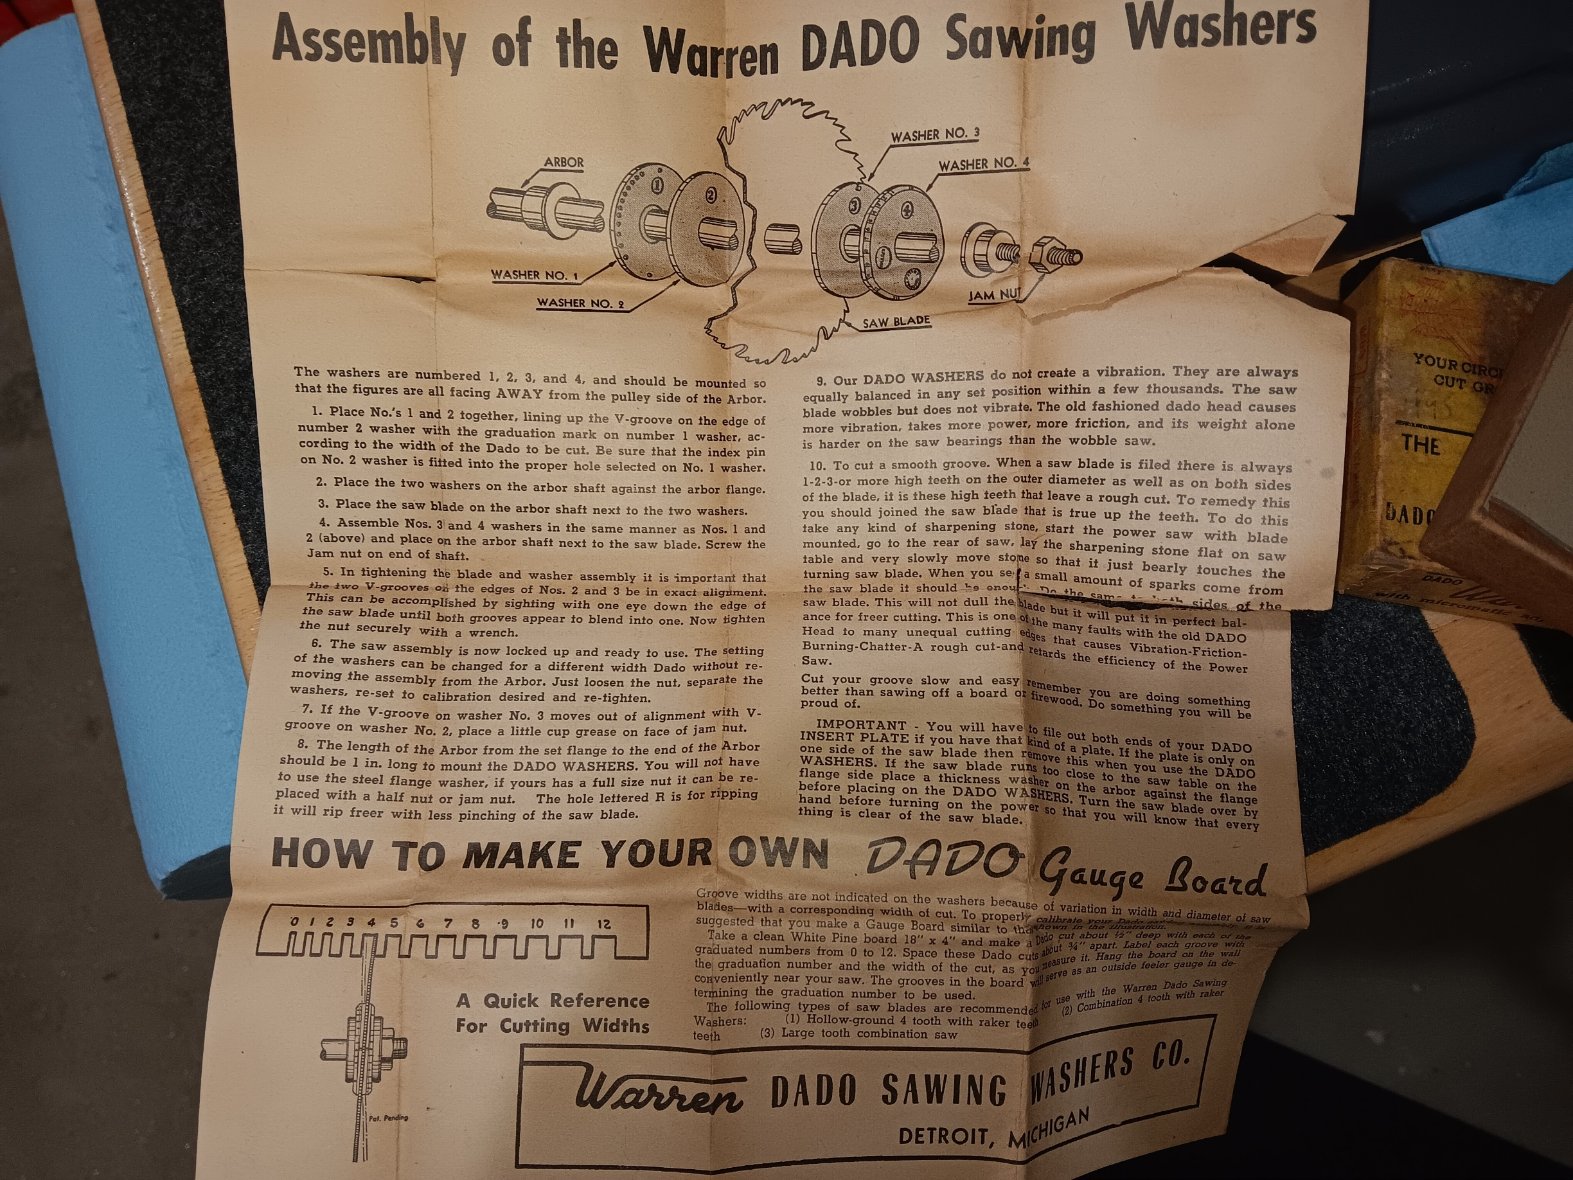 Assembly of the Warren DADO Sawing Washers
ARBOR
WASHER NO. 3
WASHER NO. 4
1
2
3
4
WASHER NO. 1
WASHER NO. 2
JAM NUT
SAW BLADE
The washers are numbered 1, 2, 3, and 4, and should be mounted so
that the figures are all facing AWAY from the pulley side of the Arbor.
1. Place No.'s 1 and 2 together, lining up the V-groove on the edge of
number 2 washer with the graduation mark on number 1 washer, ac-
cording to the width of the Dado to be cut. Be sure that the index pin
on No. 2 washer is fitted into the proper hole selected on No. 1 washer.
2. Place the two washers on the arbor shaft against the arbor flange.
3. Place the saw blade on the arbor shaft next to the two washers.
4. Assemble Nos. 3 and 4 washers in the same manner as Nos. 1 and
2 (above) and place on the arbor shaft next to the saw blade. Screw the
Jam nut on end of shaft.
5. In tightening the blade and washer assembly it is important that
the two V-grooves on the edges of Nos. 2 and 3 be in exact alignment.
This can be accomplished by sighting with one eye down the edge of
the saw blade until both grooves appear to blend into one. Now tighten
the nut securely with a wrench.
6. The saw assembly is now locked up and ready to use. The setting
of the washers can be changed for a different width Dado without re-
moving the assembly from the Arbor. Just loosen the nut, separate the
washers, re-set to calibration desired and re-tighten.
7. If the V-groove on washer No. 3 moves out of alignment with V-
groove on washer No. 2, place a little cup grease on face of jam nut.
8. The length of the Arbor from the set flange to the end of the Arbor
should be 1 in. long to mount the DADO WASHERS. You will not have
to use the steel flange washer, if yours has a full size nut it can be re-
placed with a half nut or jam nut. The hole lettered R is for ripping
it will rip freer with less pinching of the saw blade.
9. Our DADO WASHERS do not create a vibration. They are always
equally balanced in any set position within a few thousands. The saw
blade wobbles but does not vibrate. The old fashioned dado head causes
more vibration, takes more power, more friction, and its weight alone
is harder on the saw bearings than the wobble saw.
10. To cut a smooth groove. When a saw blade is filed there is always
1-2-3-or more high teeth on the outer diameter as well as on both sides
of the blade, it is these high teeth that leave a rough cut. To remedy this
you should joined the saw blade that is true up the teeth. To do this
take any kind of sharpening stone, start the power saw with blade
mounted, go to the rear of saw, lay the sharpening stone flat on saw
table and very slowly move stone so that it just bearly touches the
turning saw blade. When you se a small amount of sparks come from
the saw blade it should be enough. Do the same to both sides of the
saw blade. This will not dull the blade but it will put it in perfect bal-
ance for freer cutting. This is one of the many faults with the old DADO
Head to many unequal cutting edges that causes Vibration-Friction-
Burning-Chatter-A rough cut-and retards the efficiency of the Power
Saw.
Cut your groove slow and easy remember you are doing something
better than sawing off a board or firewood. Do something you will be
proud of.
IMPORTANT - You will have to file out both ends of your DADO
INSERT PLATE if you have that kind of a plate. If the plate is only on
one side of the saw blade then remove this when you use the DADO
WASHERS. If the saw blade runs too close to the saw table on the
flange side place a thickness washer on the arbor against the flange
before placing on the DADO WASHERS. Turn the saw blade over by
hand before turning on the power so that you will know that every
thing is clear of the saw blade.
HOW TO MAKE YOUR OWN DADO Gauge Board
0 1 2 3 4 5 6 7 8 9 10 11 12
A Quick Reference
For Cutting Widths
Pat. Pending
Groove widths are not indicated on the washers because of variation in width and diameter of saw
blades—with a corresponding width of cut. To properly calibrate your Dado it is
suggested that you make a Gauge Board similar to that shown in the illustration.
Take a clean White Pine board 18" x 4" and make a Dado cut about ½" deep with each of the
graduated numbers from 0 to 12. Space these Dado cuts about ¾" apart. Label each groove with
the graduation number and the width of the cut, as you measure it. Hang the board on the wall
conveniently near your saw. The grooves in the board will serve as an outside feeler gauge in de-
termining the graduation number to be used.
The following types of saw blades are recommended for use with the Warren Dado Sawing
Washers: (1) Hollow-ground 4 tooth with raker teeth (2) Combination 4 tooth with raker
teeth (3) Large tooth combination saw
Warren DADO SAWING WASHERS CO.
DETROIT, MICHIGAN
YOUR CIRC
CUT GR
THE
DADO
DADO
with micrometer